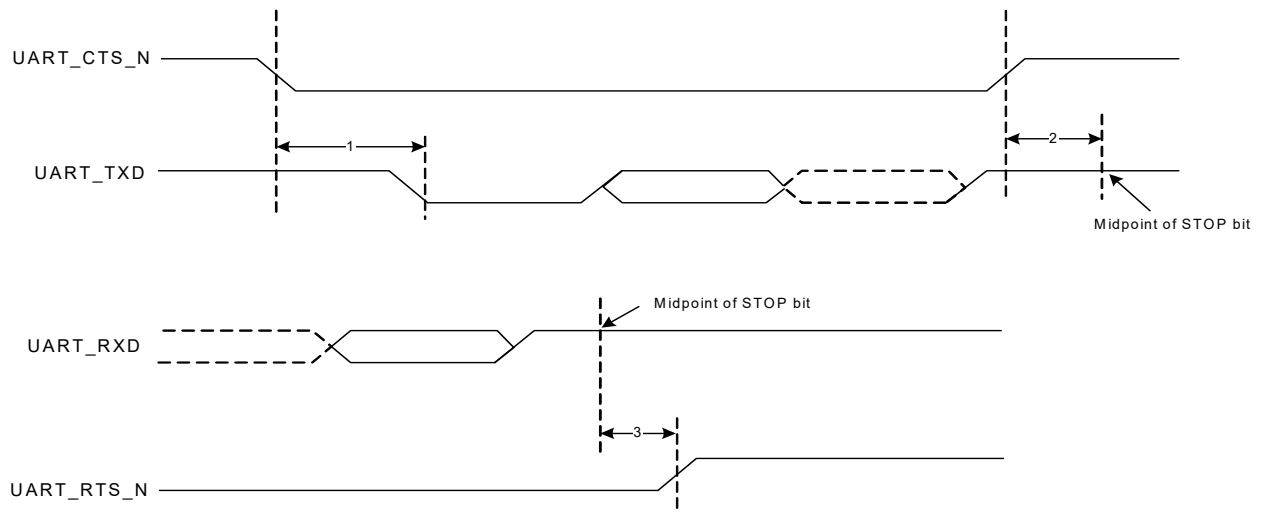 UART_CTS_N
1
2
UART_TXD
Midpoint of STOP bit
Midpoint of STOP bit
UART_RXD
3
UART_RTS_N